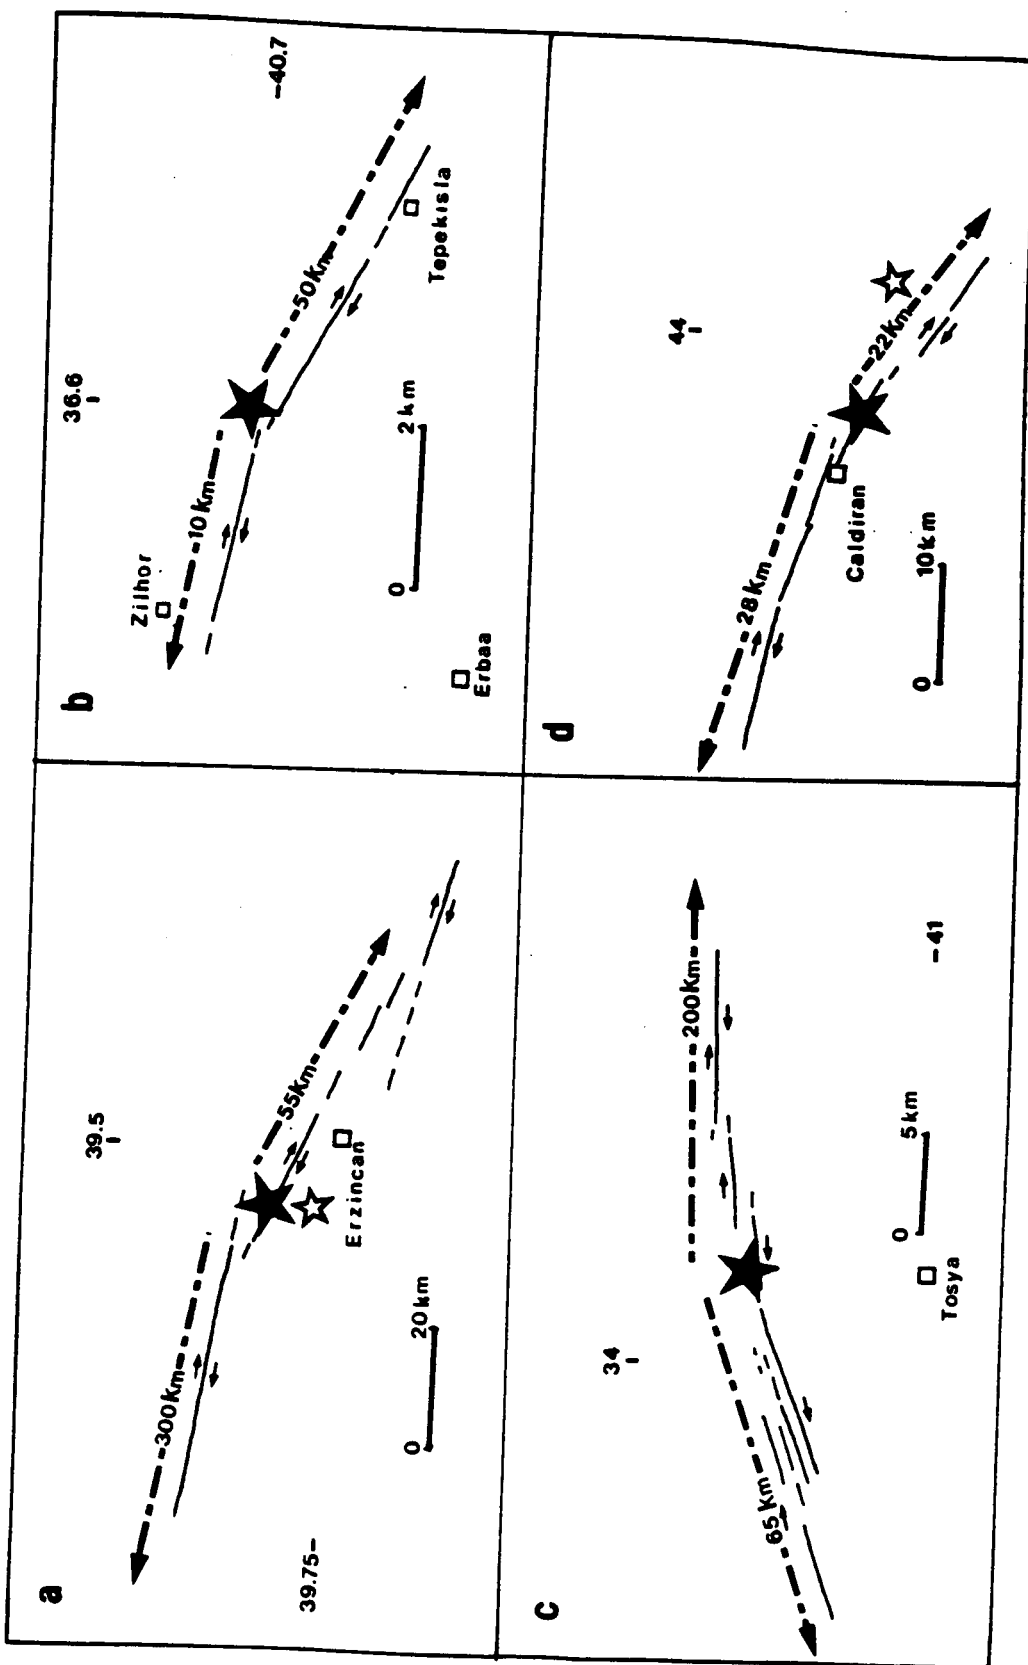 a
39.5
300Km
55Km
39.75
Erzincan
0 20km
b
36.6
40.7
Zilhor
10Km
50Km
Tepekisla
0 2km
Erbaa
c
34
65Km
200Km
41
0 5km
Tosya
d
44
28Km
22Km
Caldiran
0 10km